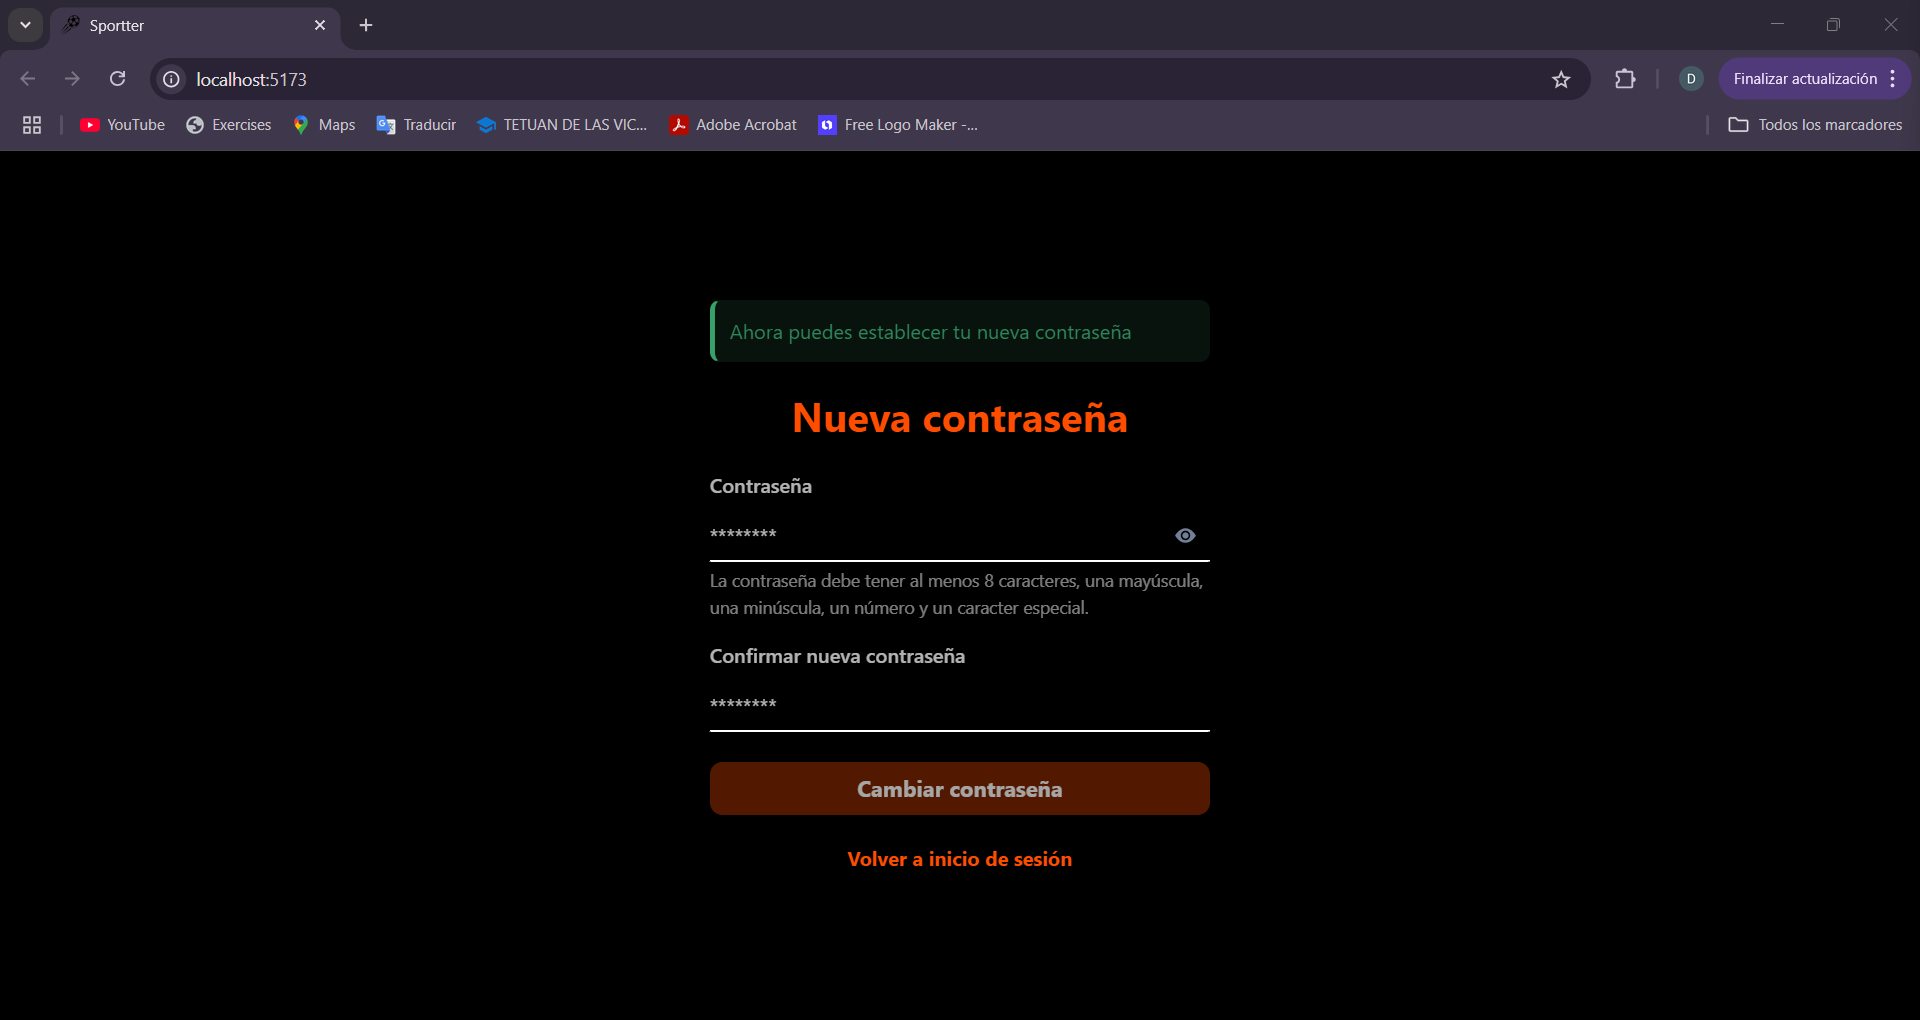 Sportter
localhost:5173
D
Finalizar actualización
YouTube
Exercises
Maps
Traducir
TETUAN DE LAS VIC...
Adobe Acrobat
Free Logo Maker -...
Todos los marcadores
Ahora puedes establecer tu nueva contraseña
Nueva contraseña
Contraseña
********
La contraseña debe tener al menos 8 caracteres, una mayúscula,
una minúscula, un número y un caracter especial.
Confirmar nueva contraseña
********
Cambiar contraseña
Volver a inicio de sesión